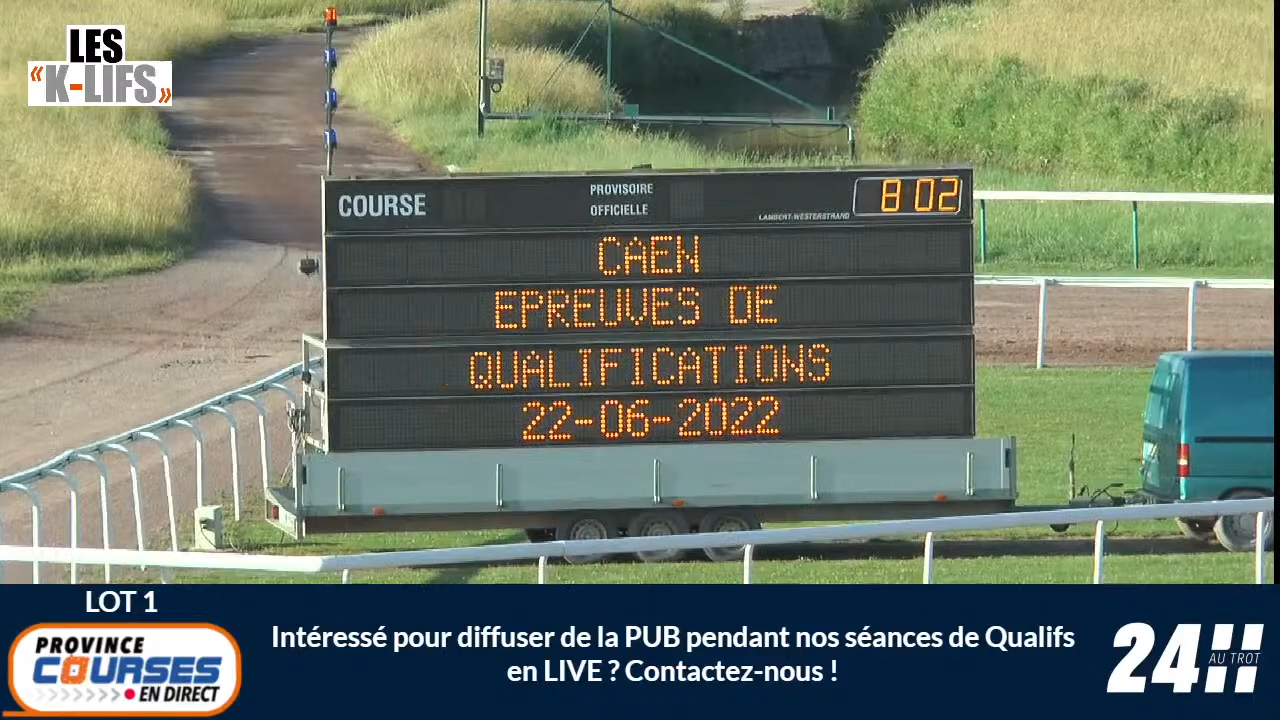 LES
«K-LIFS»
COURSE
PROVISOIRE
OFFICIELLE
LAMBERT-WESTERSTRAND
8 02
CAEN
EPREUVES DE
QUALIFICATIONS
22-06-2022
LOT 1
PROVINCE
COURSES
EN DIRECT
Intéressé pour diffuser de la PUB pendant nos séances de Qualifs
en LIVE ? Contactez-nous !
24H
AU TROT